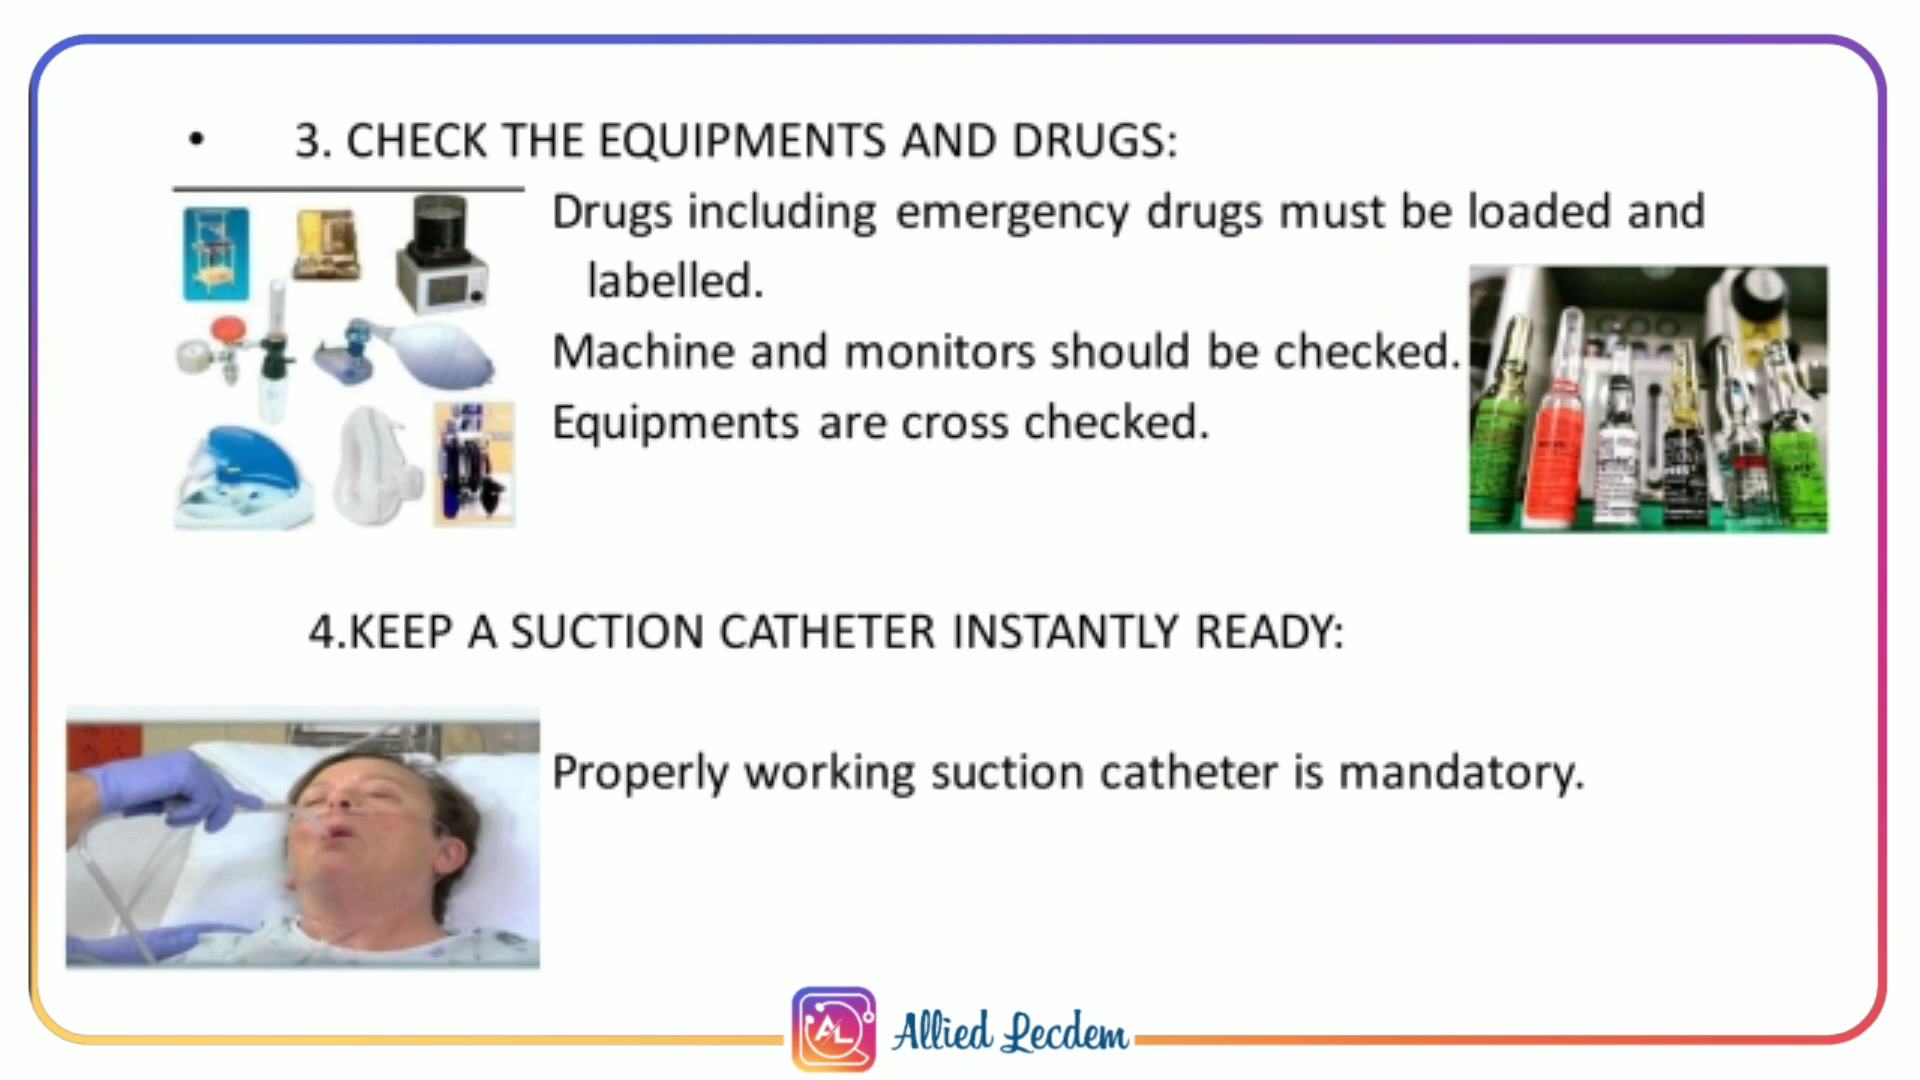 • 3. CHECK THE EQUIPMENTS AND DRUGS:
Drugs including emergency drugs must be loaded and
labelled.
Machine and monitors should be checked.
Equipments are cross checked.
4.KEEP A SUCTION CATHETER INSTANTLY READY:
Properly working suction catheter is mandatory.
AL Allied Lecdem